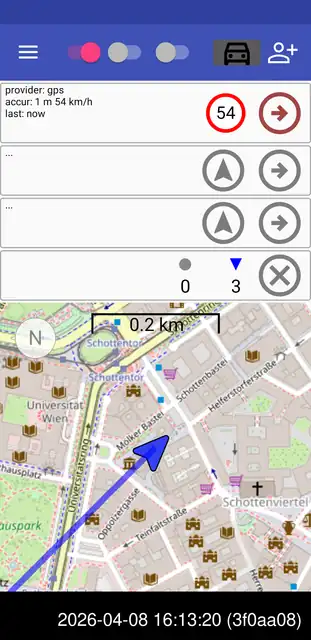 provider: gps
accur: 1 m 54 km/h
last: now
54
...
...
0
3
N
0.2 km
Schottentor
Schottentor
Schottenbastei
Helferstorferstraße
Universität
Wien
Mölker Bastei
Universitätsring
Schottenviertel
Oppolzergasse
Teinfaltstraße
Herre
2026-04-08 16:13:20 (3f0aa08)